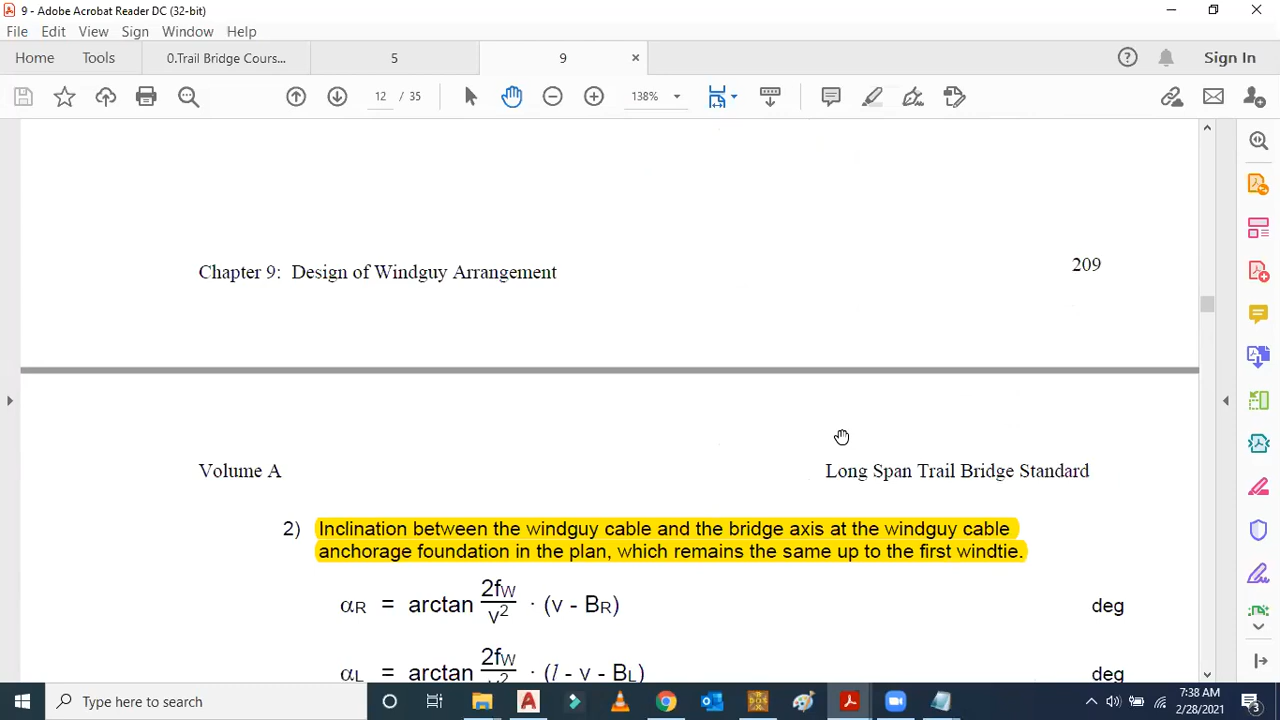 9 - Adobe Acrobat Reader DC (32-bit)
File Edit View Sign Window Help
Home Tools 0.Trail Bridge Cours... 5 9 × Sign In
12 / 35 138%
Chapter 9: Design of Windguy Arrangement 209
Volume A Long Span Trail Bridge Standard
2) Inclination between the windguy cable and the bridge axis at the windguy cable
anchorage foundation in the plan, which remains the same up to the first windtie.
αR = arctan 2fW/v² · (v - BR) deg
αL = arctan 2fW/v² · (l - v - BL) deg
Type here to search 7:38 AM
2/28/2021 3